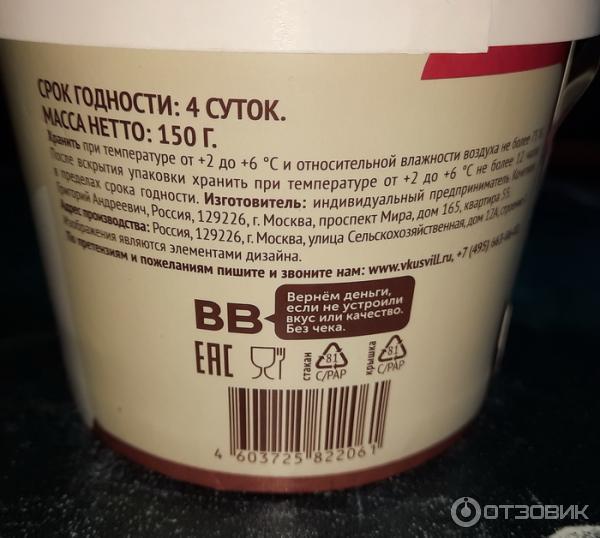 СРОК ГОДНОСТИ: 4 СУТОК.
МАССА НЕТТО: 150 Г.
Хранить при температуре от +2 до +6 °С и относительной влажности воздуха не более 75 %.
После вскрытия упаковки хранить при температуре от +2 до +6 °С не более 12 часов
в пределах срока годности. Изготовитель: индивидуальный предприниматель
Григорий Андреевич, Россия, 129226, г. Москва, проспект Мира, дом 165, квартира 55.
Адрес производства: Россия, 129226, г. Москва, улица Сельскохозяйственная, дом 12А,
Изображения являются элементами дизайна.
По претензиям и пожеланиям пишите и звоните нам: www.vkusvill.ru, +7 (495)
ВВ
Вернём деньги,
если не устроили
вкус или качество.
Без чека.
EAC
стакан
81
C/PAP
крышка
81
C/PAP
4 603725 822061
ОТЗОВИК